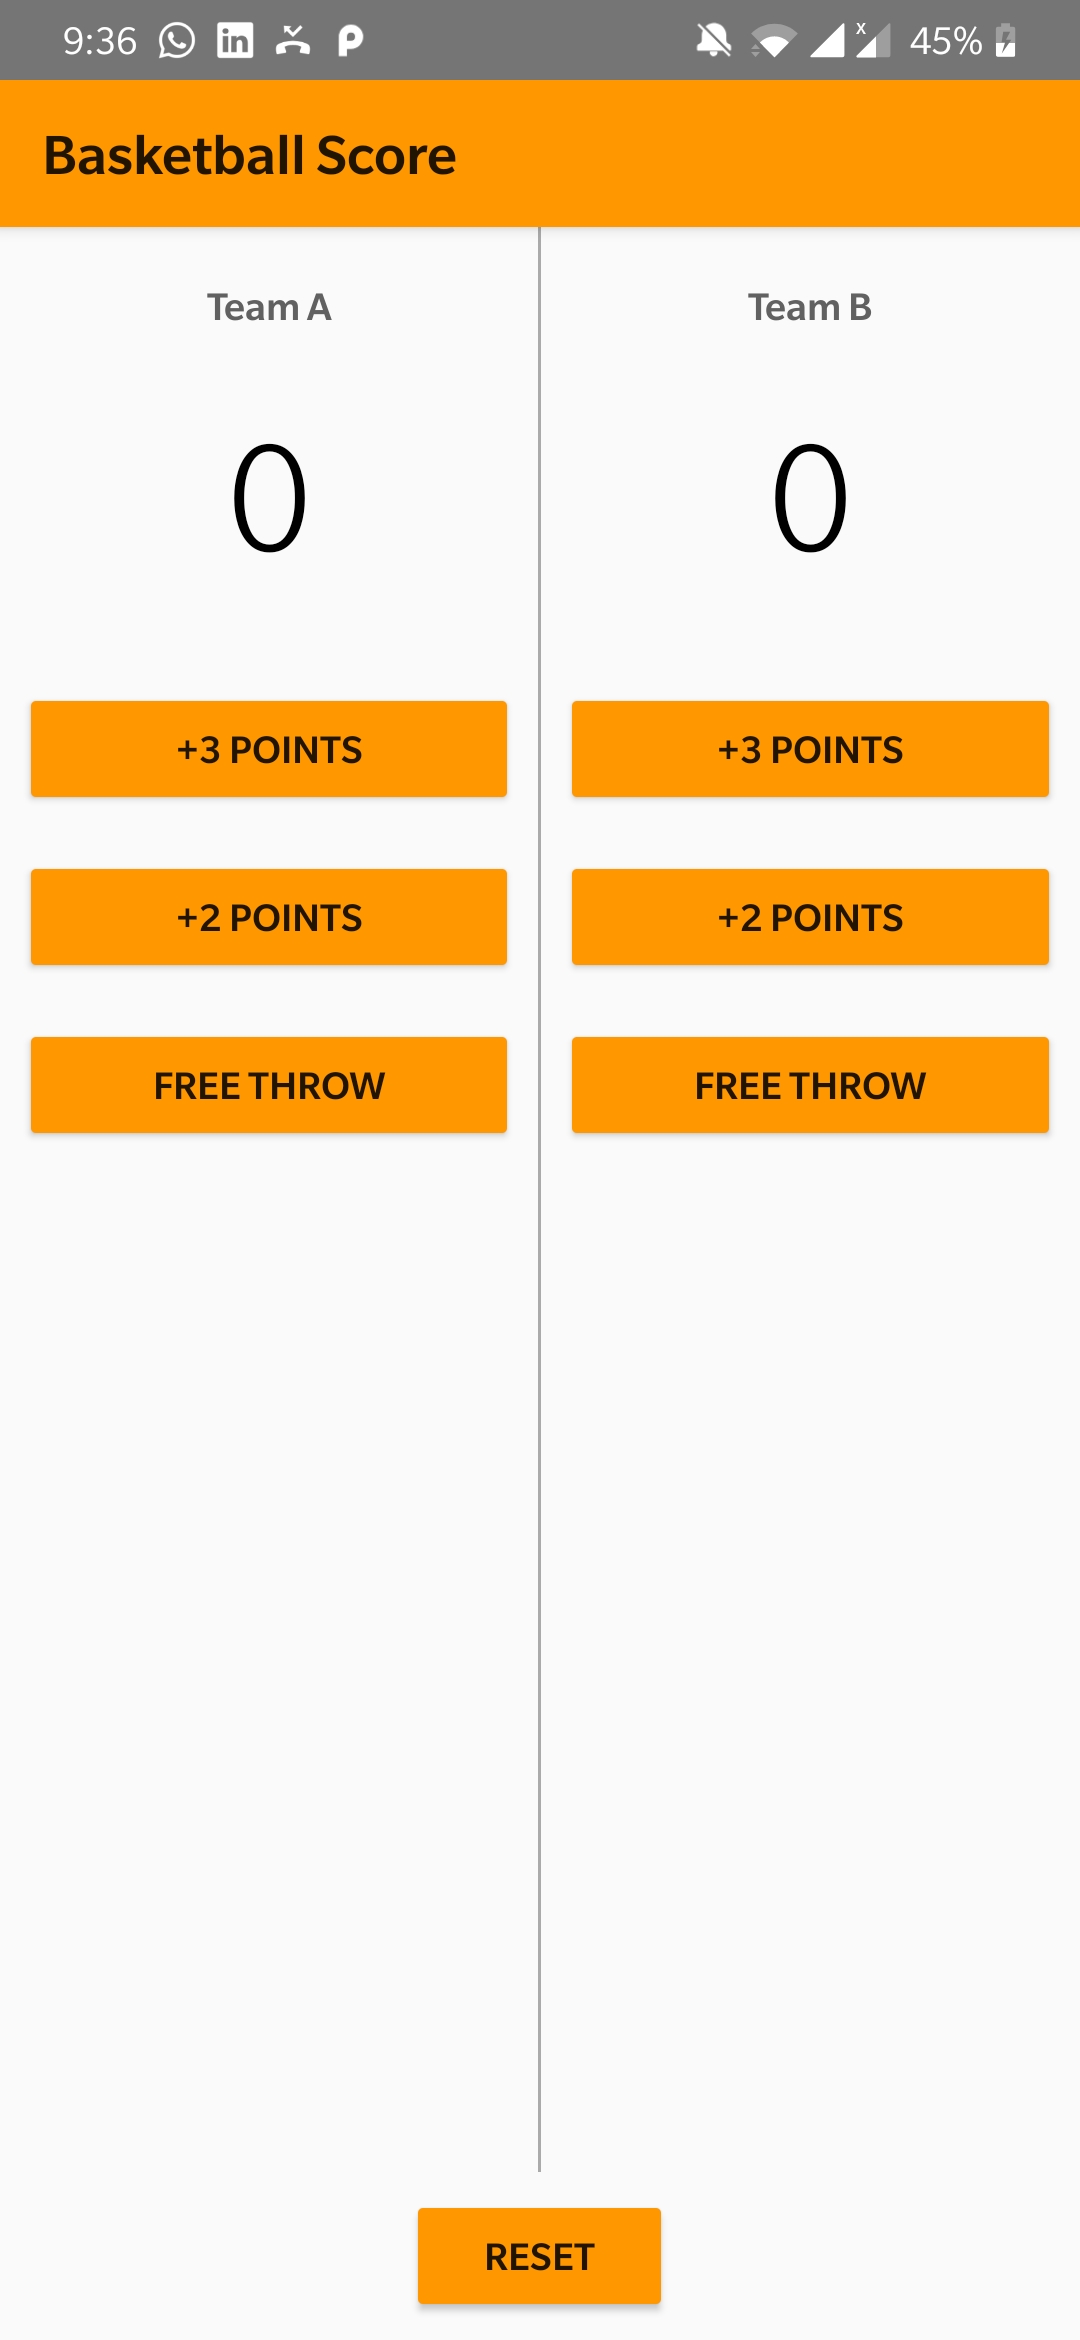 9:36 in 45%
Basketball Score
Team A
Team B
0
0
+3 POINTS
+3 POINTS
+2 POINTS
+2 POINTS
FREE THROW
FREE THROW
RESET